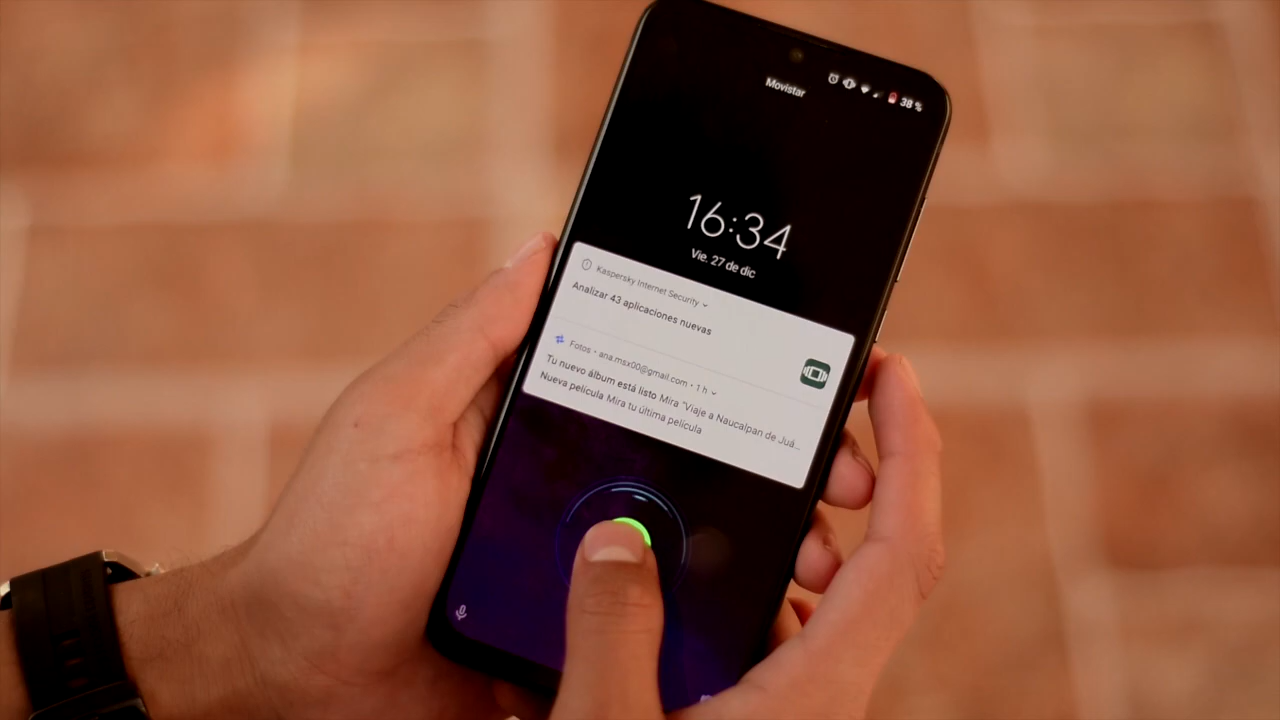 Movistar
38 %
16:34
Vie. 27 de dic
Kaspersky Internet Security
Analizar 43 aplicaciones nuevas
Fotos • ana.msx00@gmail.com • 1 h
Tu nuevo álbum está listo Mira "Viaje a Naucalpan de Juá...
Nueva película Mira tu última película